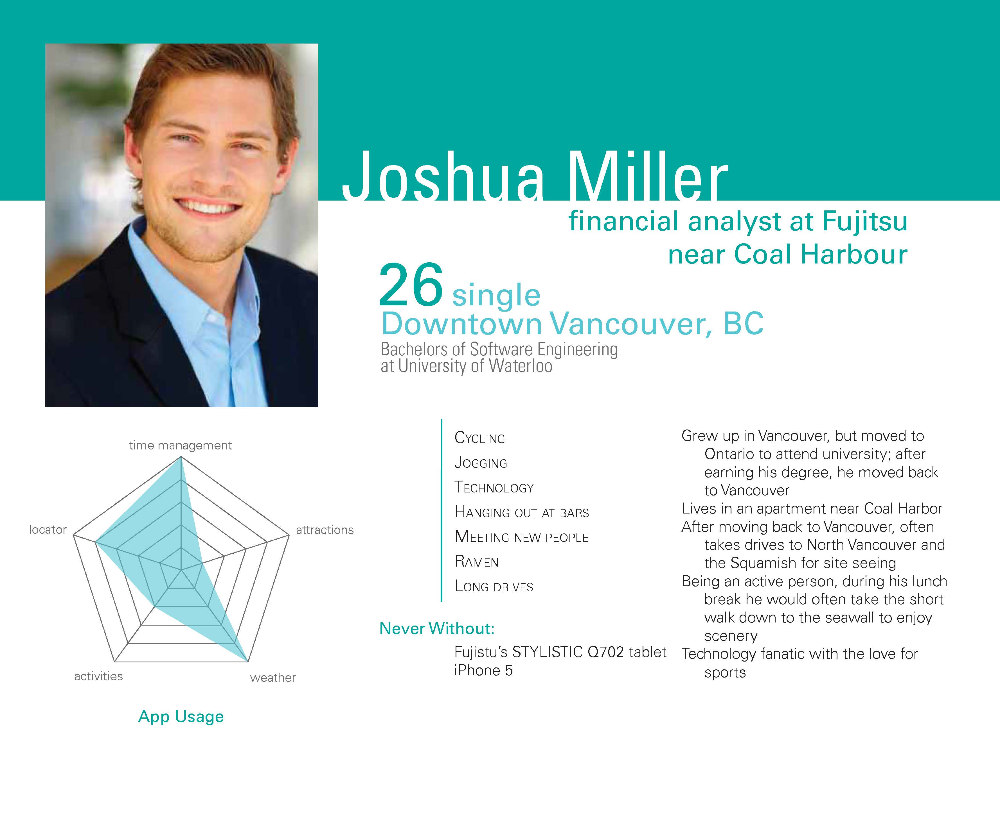 Joshua Miller
financial analyst at Fujitsu
near Coal Harbour
26 single
Downtown Vancouver, BC
Bachelors of Software Engineering
at University of Waterloo
time management
locator
attractions
activities
weather
App Usage
Cycling
Jogging
Technology
Hanging out at bars
Meeting new people
Ramen
Long drives
Never Without:
Fujistu's STYLISTIC Q702 tablet
iPhone 5
Grew up in Vancouver, but moved to
Ontario to attend university; after
earning his degree, he moved back
to Vancouver
Lives in an apartment near Coal Harbor
After moving back to Vancouver, often
takes drives to North Vancouver and
the Squamish for site seeing
Being an active person, during his lunch
break he would often take the short
walk down to the seawall to enjoy
scenery
Technology fanatic with the love for
sports